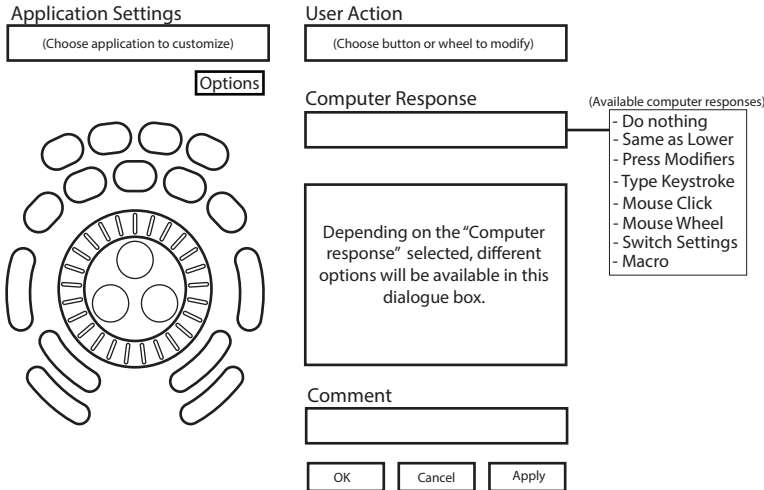 Application Settings
(Choose application to customize)
Options
User Action
(Choose button or wheel to modify)
Computer Response
(Available computer responses)
- Do nothing
- Same as Lower
- Press Modifiers
- Type Keystroke
- Mouse Click
- Mouse Wheel
- Switch Settings
- Macro
Depending on the “Computer
response” selected, different
options will be available in this
dialogue box.
Comment
OK
Cancel
Apply